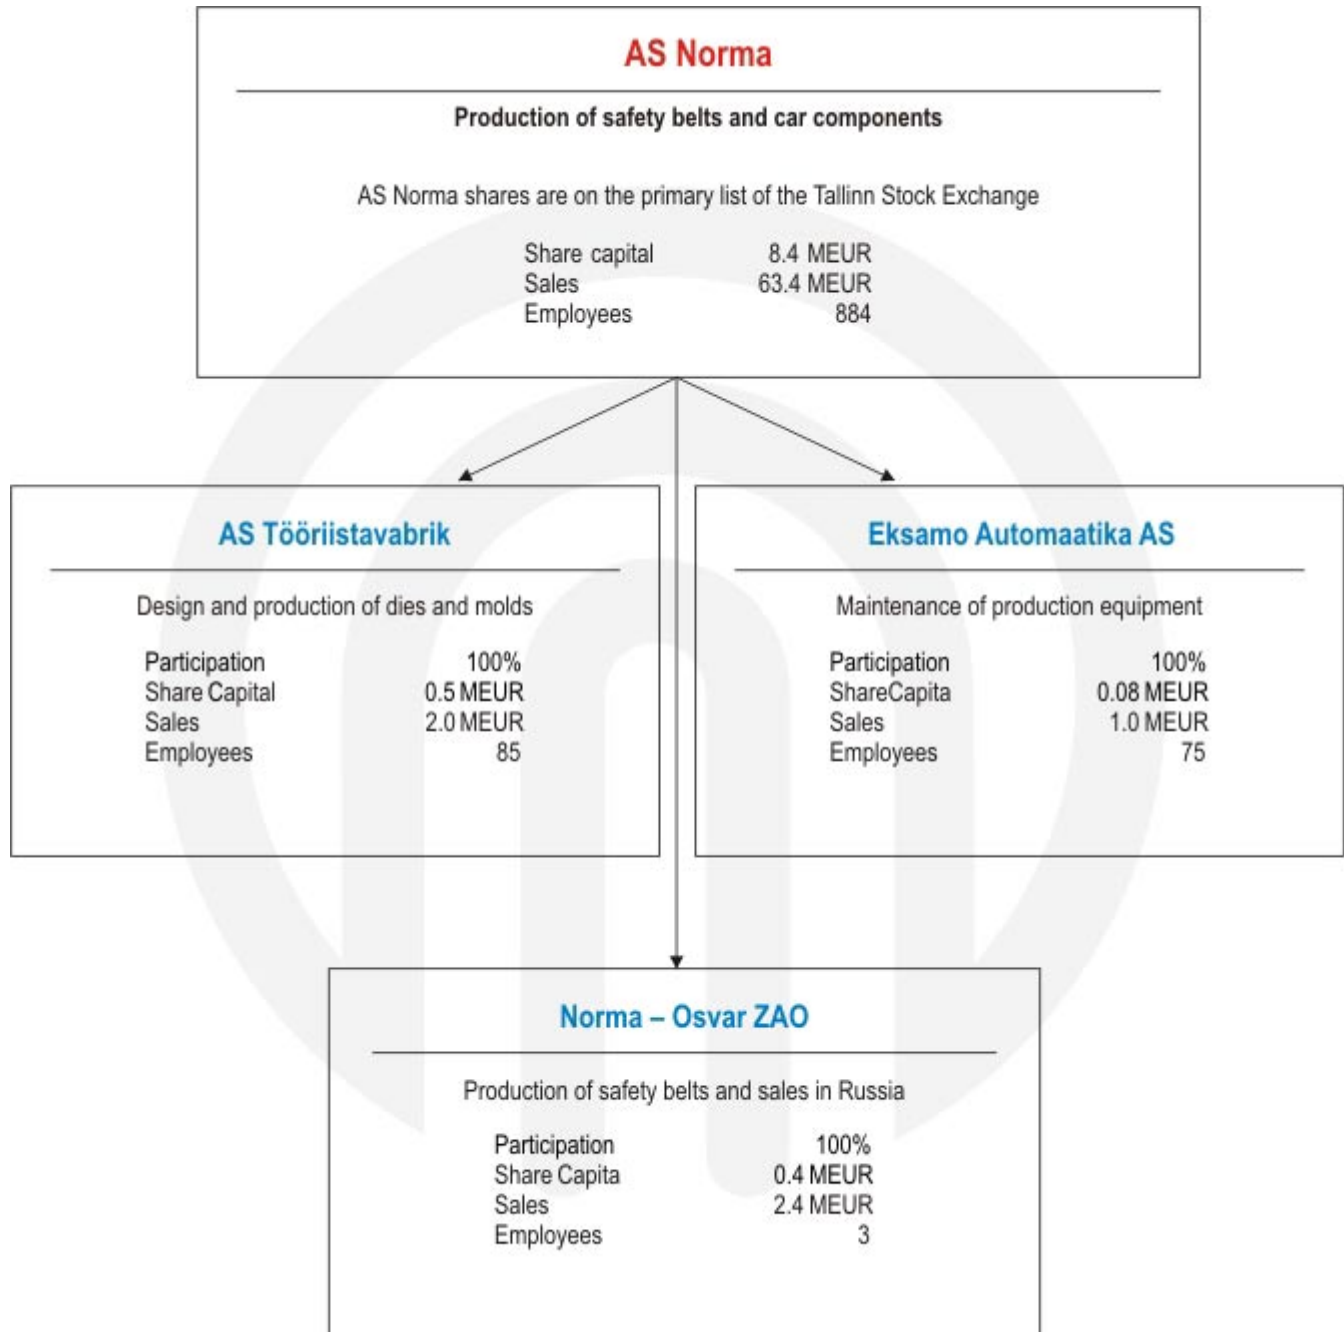 AS Norma
Production of safety belts and car components
AS Norma shares are on the primary list of the Tallinn Stock Exchange
Share capital 8.4 MEUR
Sales 63.4 MEUR
Employees 884
AS Tööriistavabrik
Design and production of dies and molds
Participation 100%
Share Capital 0.5 MEUR
Sales 2.0 MEUR
Employees 85
Eksamo Automaatika AS
Maintenance of production equipment
Participation 100%
ShareCapita 0.08 MEUR
Sales 1.0 MEUR
Employees 75
Norma – Osvar ZAO
Production of safety belts and sales in Russia
Participation 100%
Share Capita 0.4 MEUR
Sales 2.4 MEUR
Employees 3